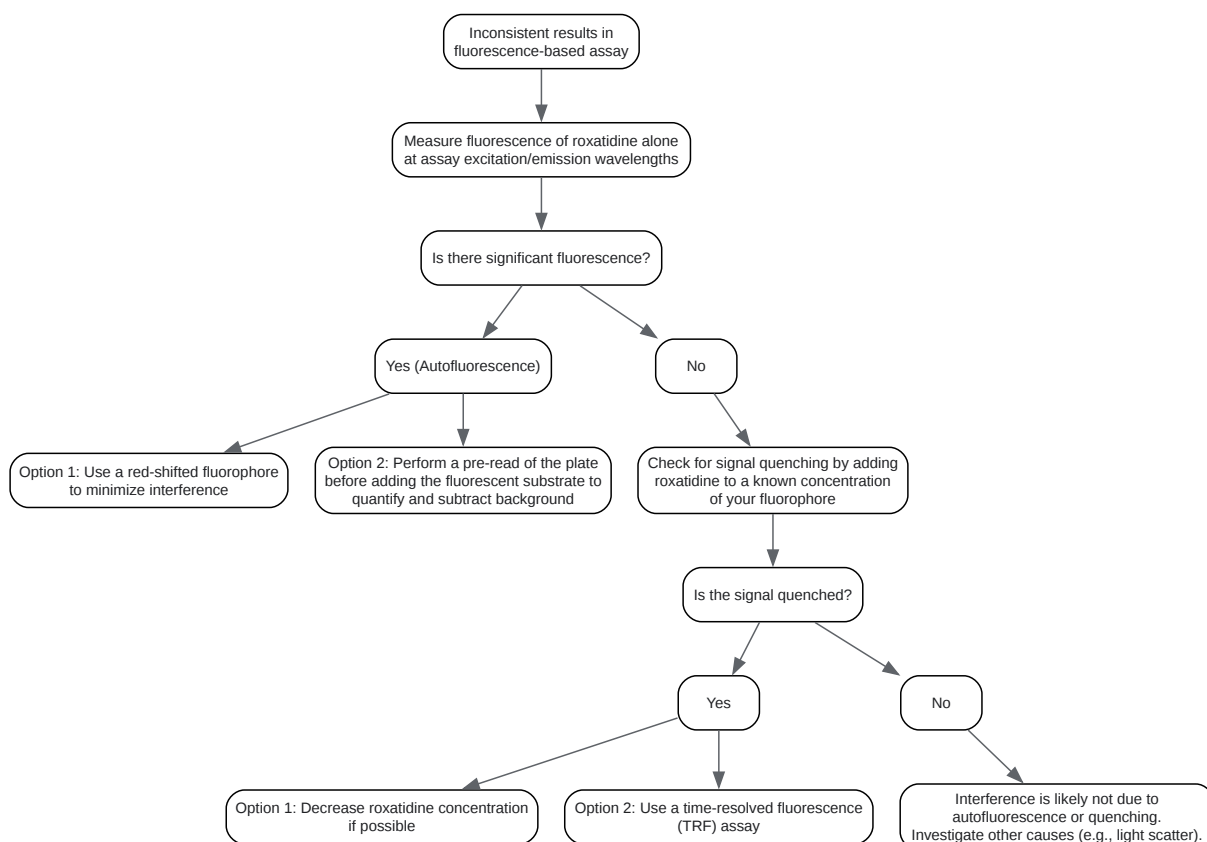 Inconsistent results in
fluorescence-based assay
Measure fluorescence of roxatidine alone
at assay excitation/emission wavelengths
Is there significant fluorescence?
Yes (Autofluorescence)
No
Option 1: Use a red-shifted fluorophore
to minimize interference
Option 2: Perform a pre-read of the plate
before adding the fluorescent substrate to
quantify and subtract background
Check for signal quenching by adding
roxatidine to a known concentration
of your fluorophore
Is the signal quenched?
Yes
No
Option 1: Decrease roxatidine concentration
if possible
Option 2: Use a time-resolved fluorescence
(TRF) assay
Interference is likely not due to
autofluorescence or quenching.
Investigate other causes (e.g., light scatter).